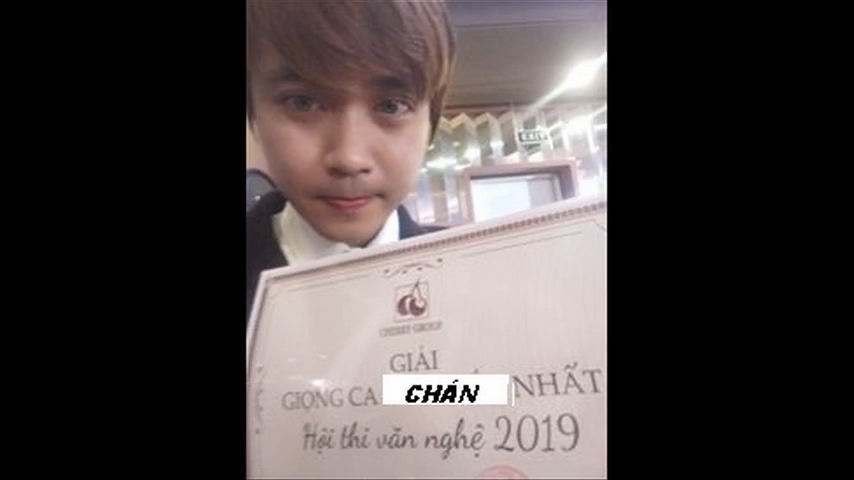 EXIT
CHERRY GROUP
GIẢI
GIỌNG CA CHÁN NHẤT
Hội thi văn nghệ 2019